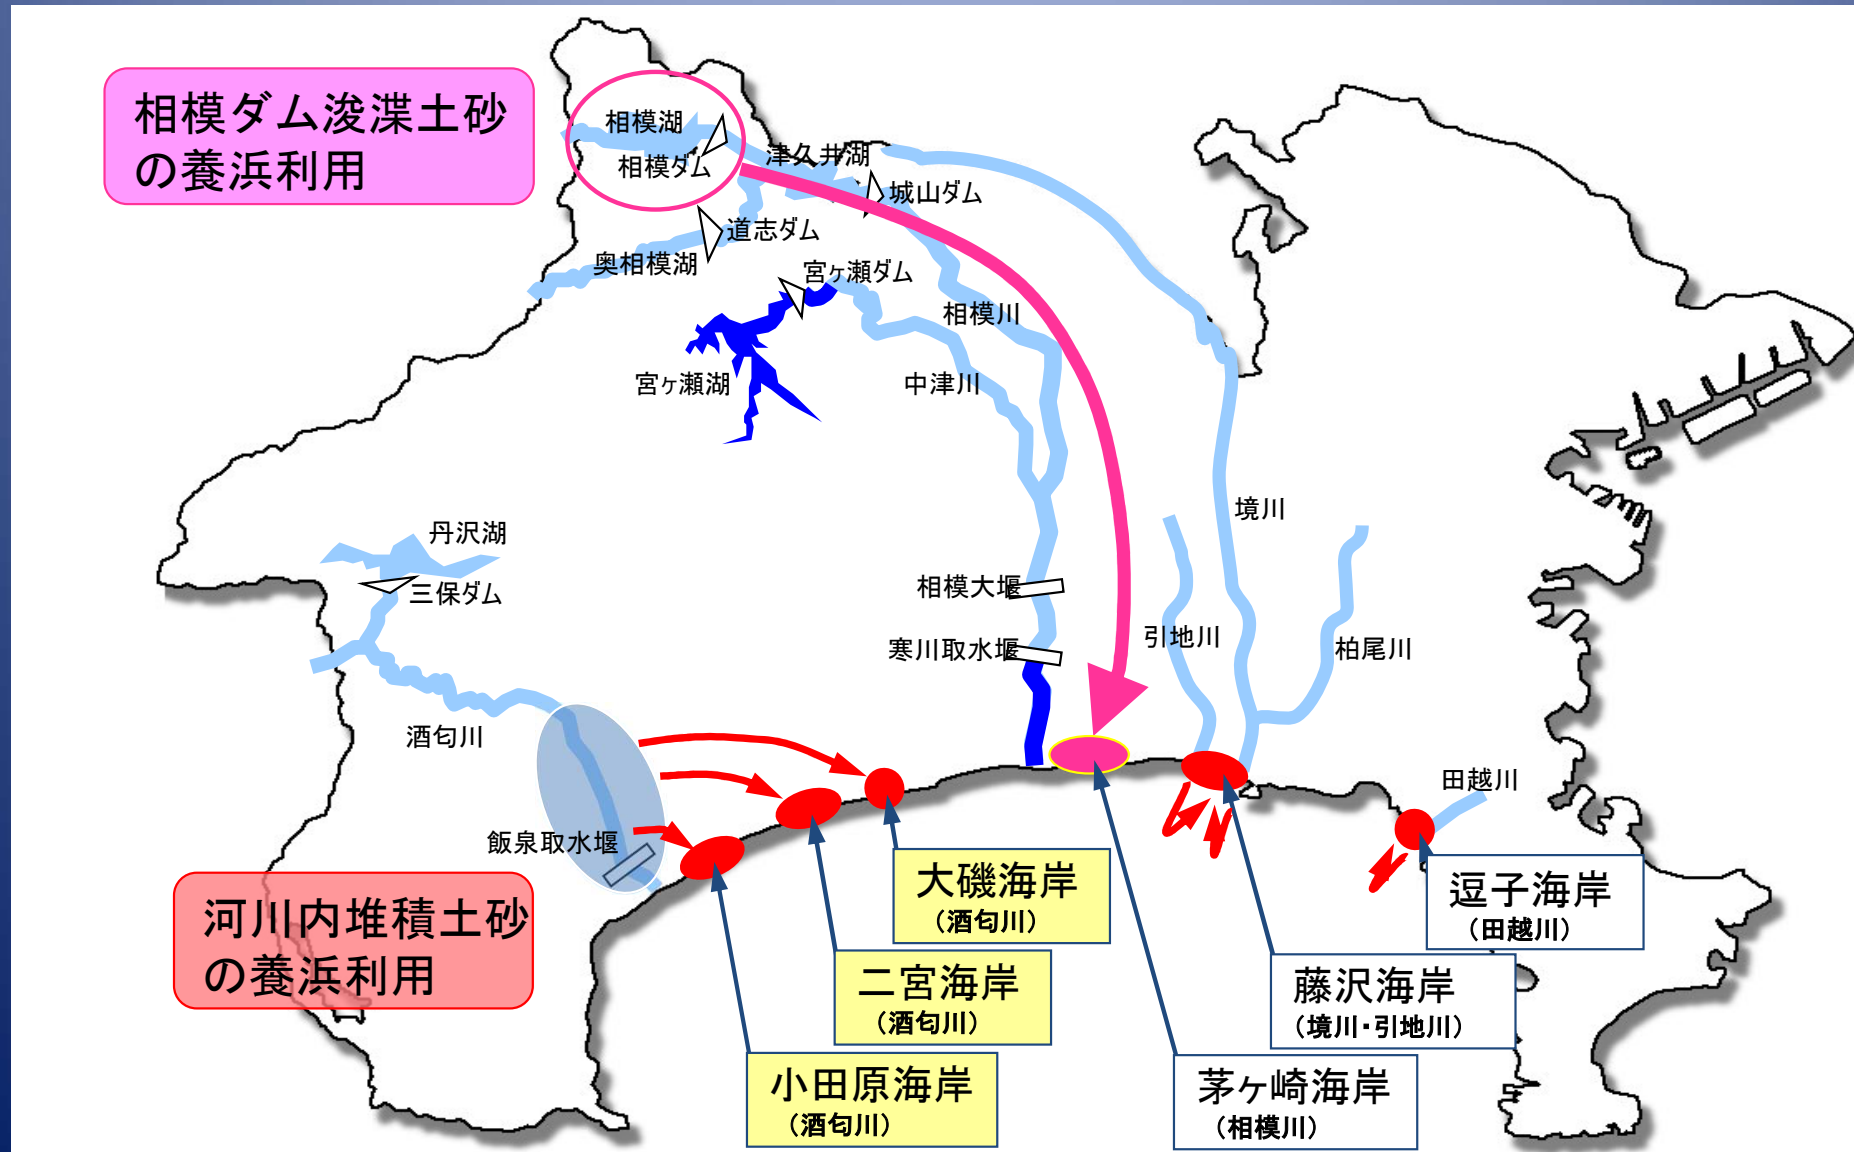 相模ダム浚渫土砂
の養浜利用
相模湖
相模ダム
津久井湖
城山ダム
道志ダム
奥相模湖
宮ヶ瀬ダム
相模川
宮ヶ瀬湖
中津川
境川
丹沢湖
三保ダム
相模大堰
寒川取水堰
引地川
柏尾川
酒匂川
田越川
飯泉取水堰
河川内堆積土砂
の養浜利用
大磯海岸
（酒匂川）
逗子海岸
（田越川）
二宮海岸
（酒匂川）
藤沢海岸
（境川・引地川）
小田原海岸
（酒匂川）
茅ヶ崎海岸
（相模川）